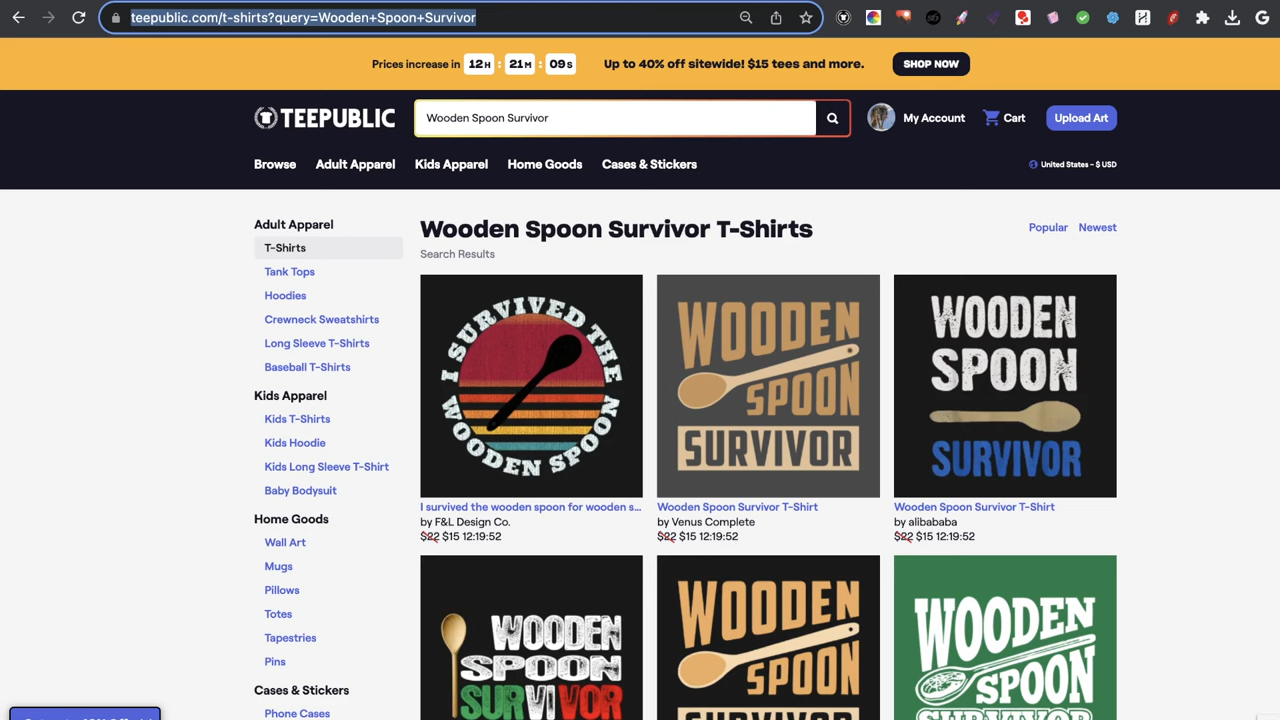 teepublic.com/t-shirts?query=Wooden+Spoon+Survivor
Prices increase in 12H : 21M : 09S Up to 40% off sitewide! $15 tees and more. SHOP NOW
TEEPUBLIC
Wooden Spoon Survivor
My Account
Cart
Upload Art
Browse Adult Apparel Kids Apparel Home Goods Cases & Stickers
United States - $ USD
Adult Apparel
T-Shirts
Tank Tops
Hoodies
Crewneck Sweatshirts
Long Sleeve T-Shirts
Baseball T-Shirts
Kids Apparel
Kids T-Shirts
Kids Hoodie
Kids Long Sleeve T-Shirt
Baby Bodysuit
Home Goods
Wall Art
Mugs
Pillows
Totes
Tapestries
Pins
Cases & Stickers
Phone Cases
Wooden Spoon Survivor T-Shirts
Popular Newest
Search Results
I SURVIVED THE
WOODEN SPOON
I survived the wooden spoon for wooden s...
by F&L Design Co.
$22 $15 12:19:52
WOODEN
SPOON
SURVIVOR
Wooden Spoon Survivor T-Shirt
by Venus Complete
$22 $15 12:19:52
WOODEN
SPOON
SURVIVOR
Wooden Spoon Survivor T-Shirt
by alibababa
$22 $15 12:19:52
WOODEN
SPOON
SURVIVOR
WOODEN
SPOON
SURVIVOR
WOODEN
SPOON
SURVIVOR